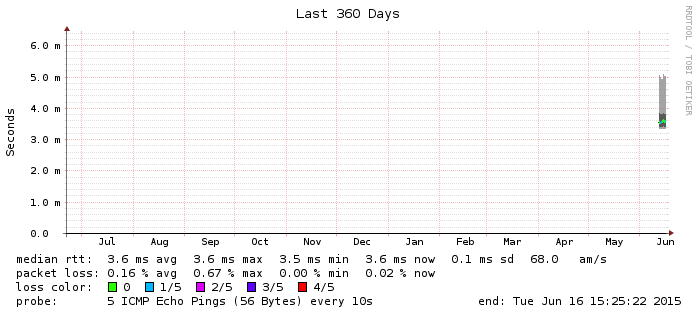 Last 360 Days
RRDTOOL / TOBI OETIKER
Seconds
6.0 m
5.0 m
4.0 m
3.0 m
2.0 m
1.0 m
0.0
Jul Aug Sep Oct Nov Dec Jan Feb Mar Apr May Jun
median rtt: 3.6 ms avg 3.6 ms max 3.5 ms min 3.6 ms now 0.1 ms sd 68.0 am/s
packet loss: 0.16 % avg 0.67 % max 0.00 % min 0.02 % now
loss color: 0 1/5 2/5 3/5 4/5
probe: 5 ICMP Echo Pings (56 Bytes) every 10s end: Tue Jun 16 15:25:22 2015